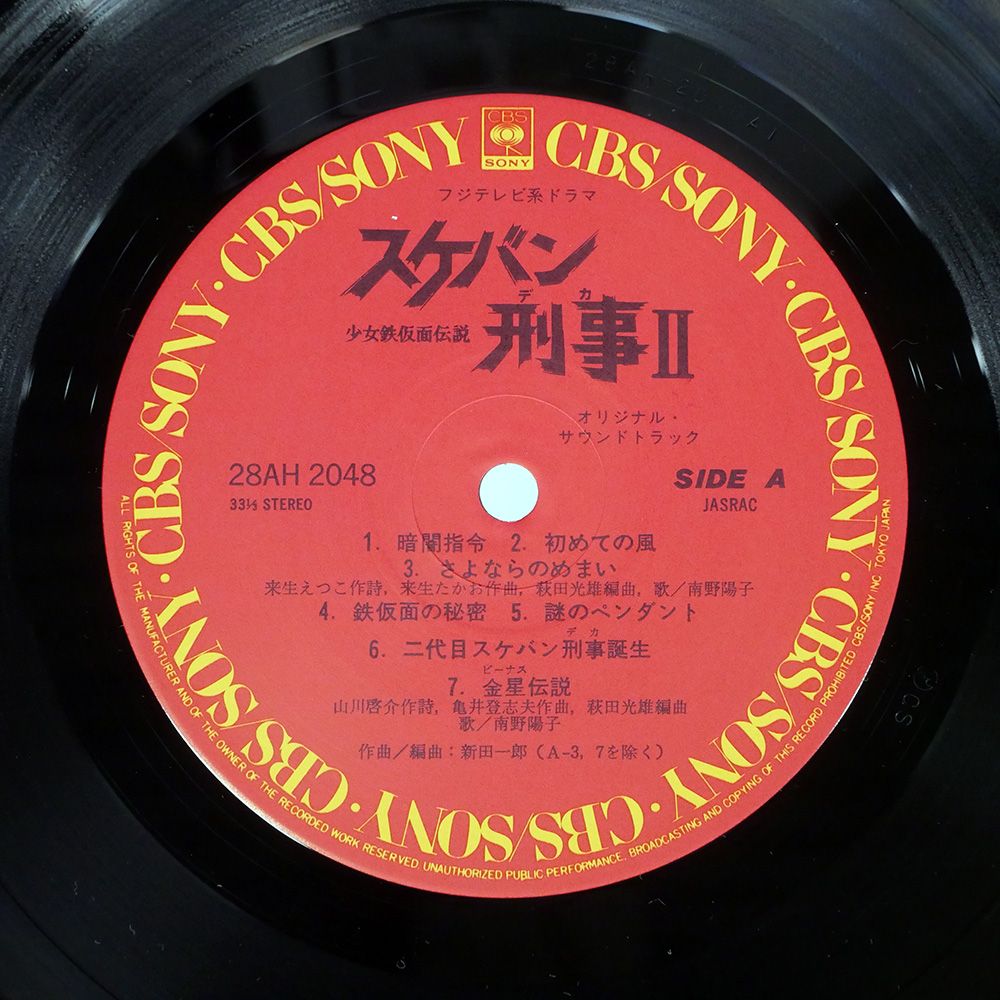 CBS
SONY
CBS/SONY · CBS/SONY · CBS/SONY · CBS/SONY · CBS/SONY · CBS/SONY · CBS/SONY · CBS/SONY
フジテレビ系ドラマ
スケバン
デカ
少女鉄仮面伝説 刑事II
オリジナル・
サウンドトラック
28AH 2048
SIDE A
33⅓ STEREO
JASRAC
1. 暗闇指令 2. 初めての風
3. さよならのめまい
来生えつこ作詩, 来生たかお作曲, 萩田光雄編曲, 歌/南野陽子
4. 鉄仮面の秘密 5. 謎のペンダント
デカ
6. 二代目スケバン刑事誕生
ビーナス
7. 金星伝説
山川啓介作詩, 亀井登志夫作曲, 萩田光雄編曲
歌/南野陽子
作曲/編曲:新田一郎(A-3, 7を除く)
ALL RIGHTS OF THE MANUFACTURER AND OF THE OWNER OF THE RECORDED WORK RESERVED. UNAUTHORIZED PUBLIC PERFORMANCE, BROADCASTING AND COPYING OF THIS RECORD PROHIBITED CBS/SONY INC. TOKYO JAPAN